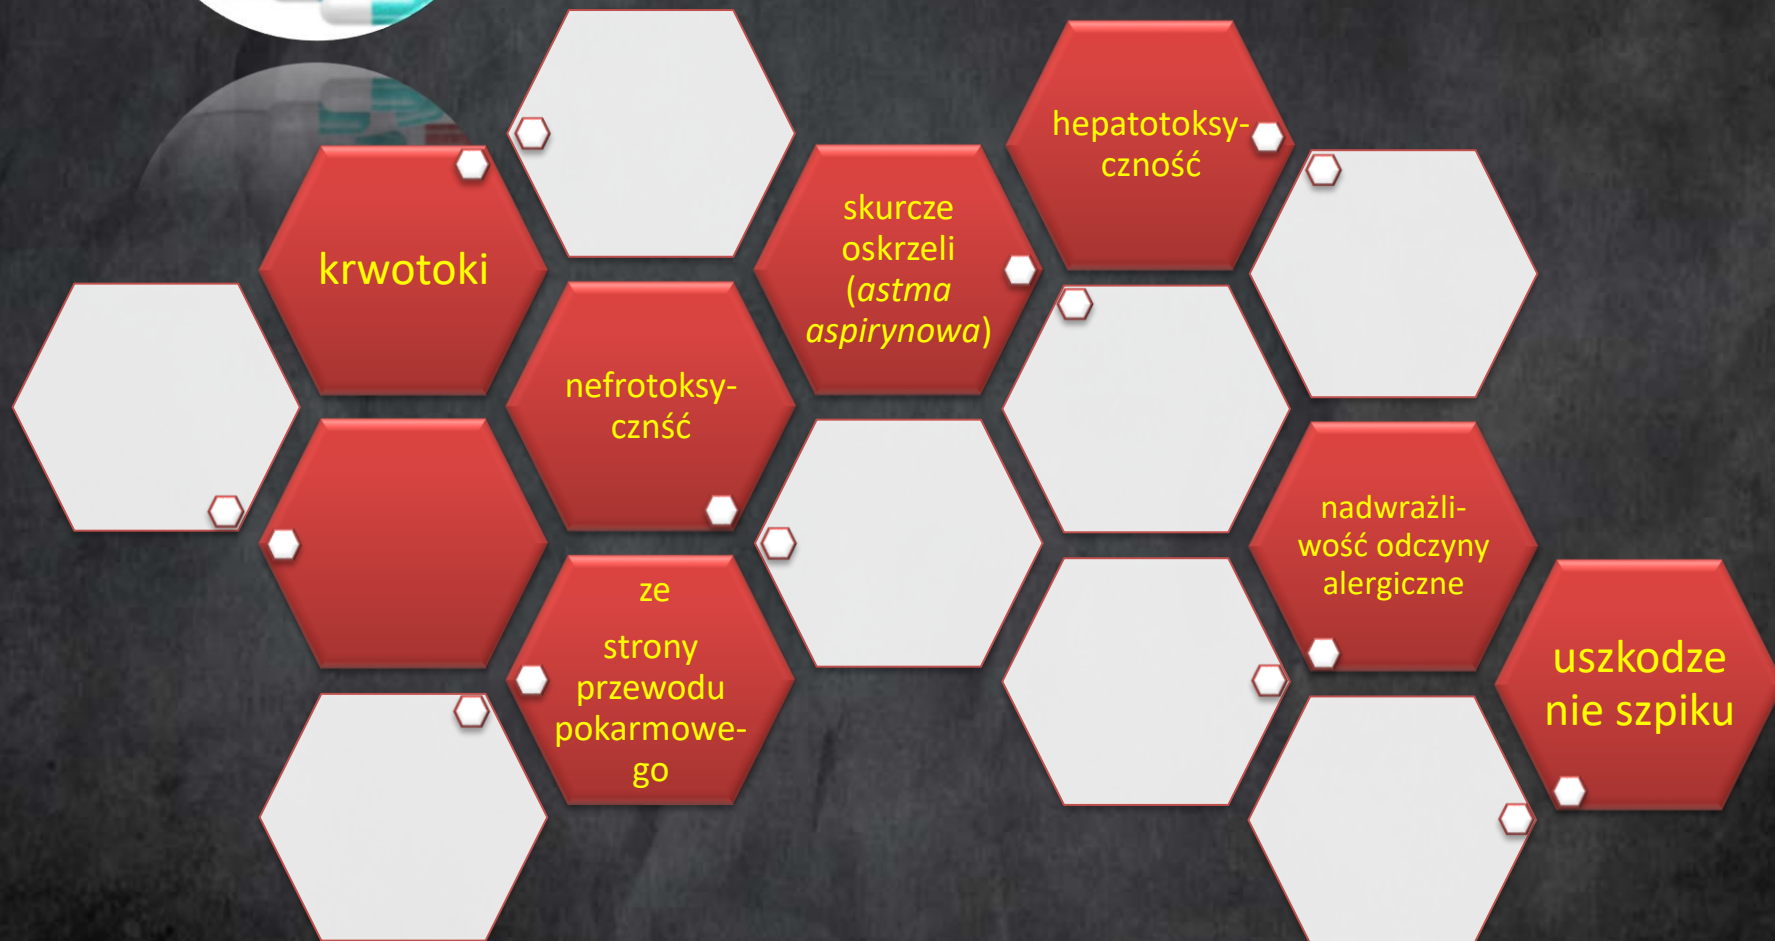 krwotoki
nefrotoksy-
cznść
ze
strony
przewodu
pokarmowe-
go
skurcze
oskrzeli
(astma
aspirynowa)
hepatotoksy-
czność
nadwrażli-
wość odczyny
alergiczne
uszkodze
nie szpiku